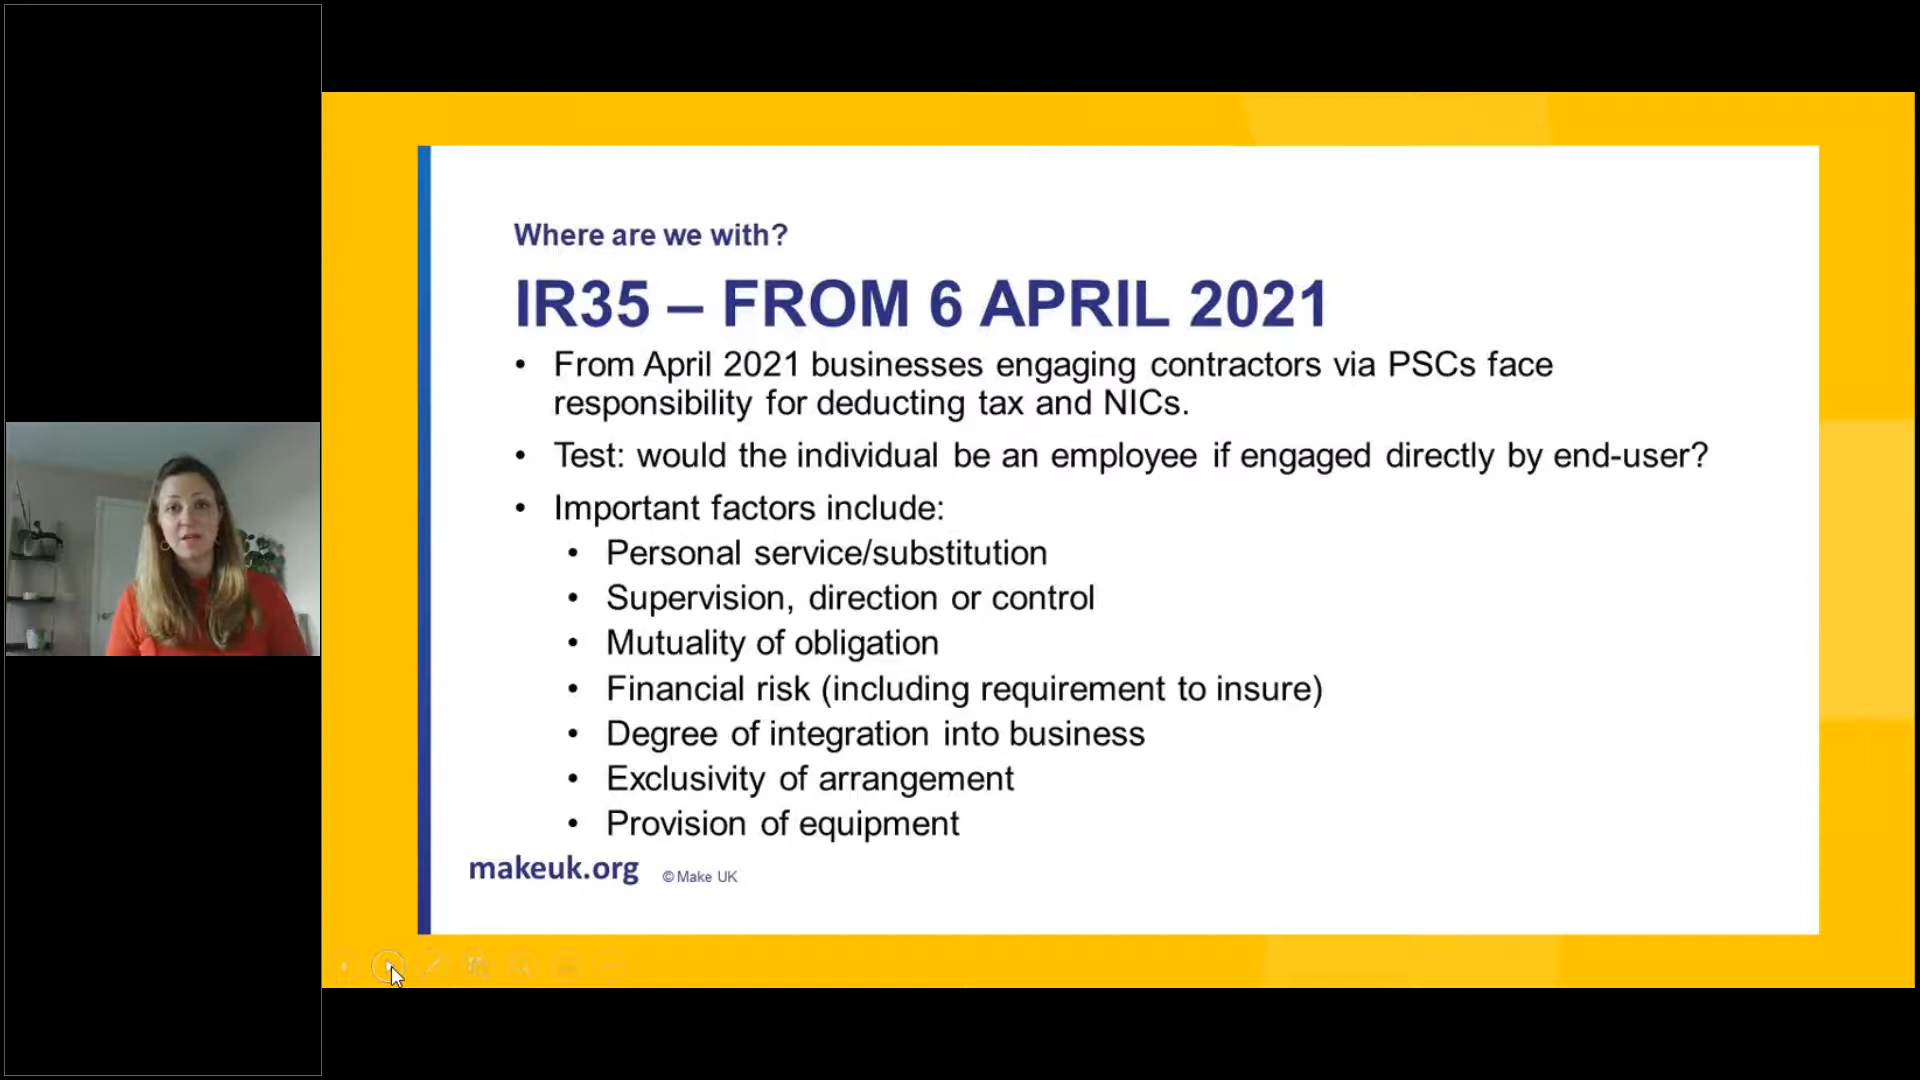 Where are we with?
IR35 – FROM 6 APRIL 2021
• From April 2021 businesses engaging contractors via PSCs face
responsibility for deducting tax and NICs.
• Test: would the individual be an employee if engaged directly by end-user?
• Important factors include:
• Personal service/substitution
• Supervision, direction or control
• Mutuality of obligation
• Financial risk (including requirement to insure)
• Degree of integration into business
• Exclusivity of arrangement
• Provision of equipment
makeuk.org © Make UK